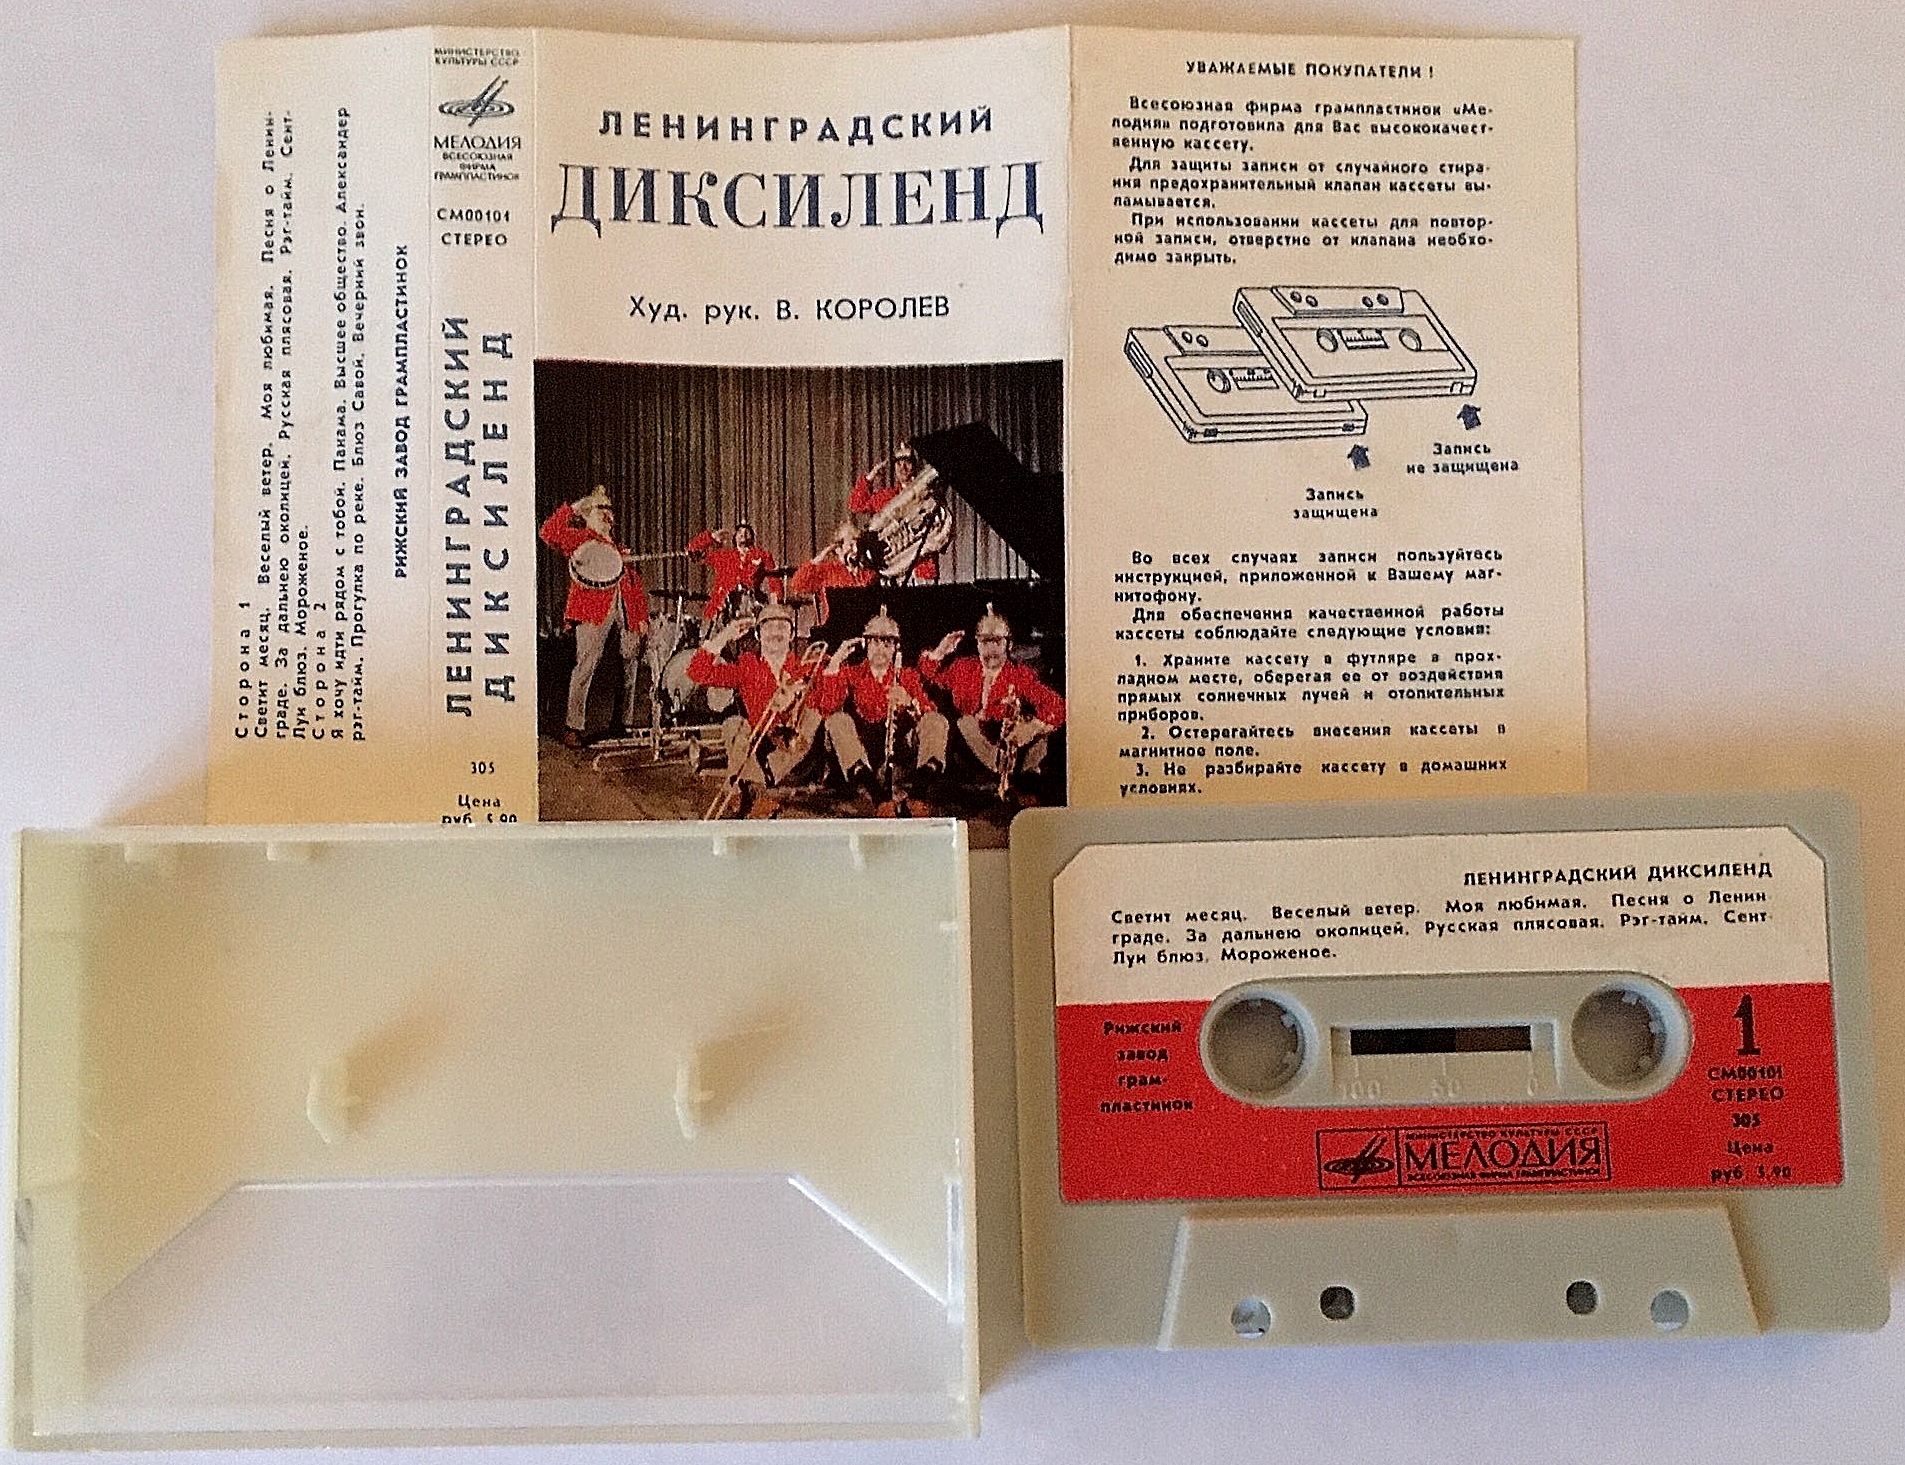 Сторона 1
Светит месяц. Веселый ветер. Моя любимая. Песня о Ленин-
граде. За дальнею околицей. Русская плясовая. Рэг-тайм. Сент-
Луи блюз. Мороженое.
Сторона 2
Я хочу идти рядом с тобой. Панама. Высшее общество. Александер
рэг-тайм. Прогулка по реке. Блюз Савой. Вечерний звон.
РИЖСКИЙ ЗАВОД ГРАМПЛАСТИНОК
МИНИСТЕРСТВО
КУЛЬТУРЫ СССР
МЕЛОДИЯ
ВСЕСОЮЗНАЯ
ФИРМА
ГРАМПЛАСТИНОК
СМ00101
СТЕРЕО
ЛЕНИНГРАДСКИЙ
ДИКСИЛЕНД
305
Цена
руб. 5.90
ЛЕНИНГРАДСКИЙ
ДИКСИЛЕНД
Худ. рук. В. КОРОЛЕВ
УВАЖАЕМЫЕ ПОКУПАТЕЛИ!
Всесоюзная фирма грампластинок «Ме-
лодия» подготовила для Вас высококачест-
венную кассету.
Для защиты записи от случайного стира-
ния предохранительный клапан кассеты вы-
ламывается.
При использовании кассеты для повтор-
ной записи, отверстие от клапана необхо-
димо закрыть.
Запись
не защищена
Запись
защищена
Во всех случаях записи пользуйтесь
инструкцией, приложенной к Вашему маг-
нитофону.
Для обеспечения качественной работы
кассеты соблюдайте следующие условия:
1. Храните кассету в футляре в прох-
ладном месте, оберегая ее от воздействия
прямых солнечных лучей и отопительных
приборов.
2. Остерегайтесь внесения кассеты в
магнитное поле.
3. Не разбирайте кассету в домашних
условиях.
ЛЕНИНГРАДСКИЙ ДИКСИЛЕНД
Светит месяц. Веселый ветер. Моя любимая. Песня о Ленин-
граде. За дальнею околицей. Русская плясовая. Рэг-тайм. Сент-
Луи блюз. Мороженое.
Рижский
завод
грам-
пластинок
100 50 0
1
СМ00101
СТЕРЕО
305
Цена
руб. 5.90
МИНИСТЕРСТВО КУЛЬТУРЫ СССР
МЕЛОДИЯ
ВСЕСОЮЗНАЯ ФИРМА ГРАМПЛАСТИНОК